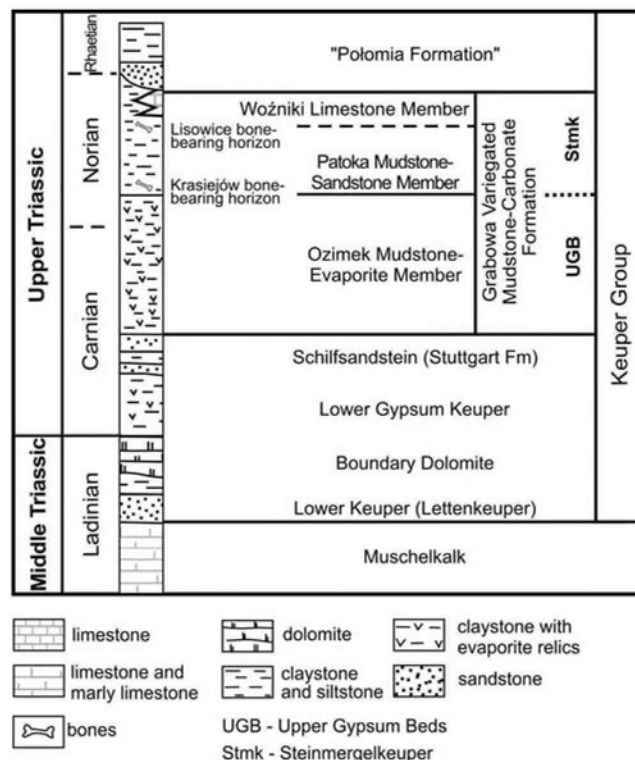 Upper Triassic
Middle Triassic
Rhaetian
Norian
Carnian
Ladinian
"Połomia Formation"
Woźniki Limestone Member
Lisowice bone-
bearing horizon
Patoka Mudstone-
Sandstone Member
Krasiejów bone-
bearing horizon
Ozimek Mudstone-
Evaporite Member
Grabowa Variegated
Mudstone-Carbonate
Formation
Stmk
UGB
Keuper Group
Schilfsandstein (Stuttgart Fm)
Lower Gypsum Keuper
Boundary Dolomite
Lower Keuper (Lettenkeuper)
Muschelkalk
limestone
dolomite
claystone with
evaporite relics
limestone and
marly limestone
claystone
and siltstone
sandstone
bones
UGB - Upper Gypsum Beds
Stmk - Steinmergelkeuper